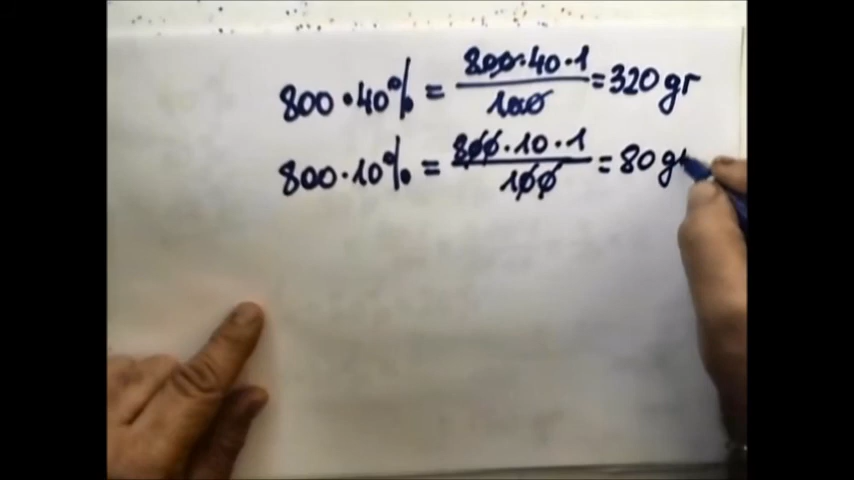 800 • 40% = 800 • 40 • 1 / 100 = 320 gr
800 • 10% = 800 • 10 • 1 / 100 = 80 gr